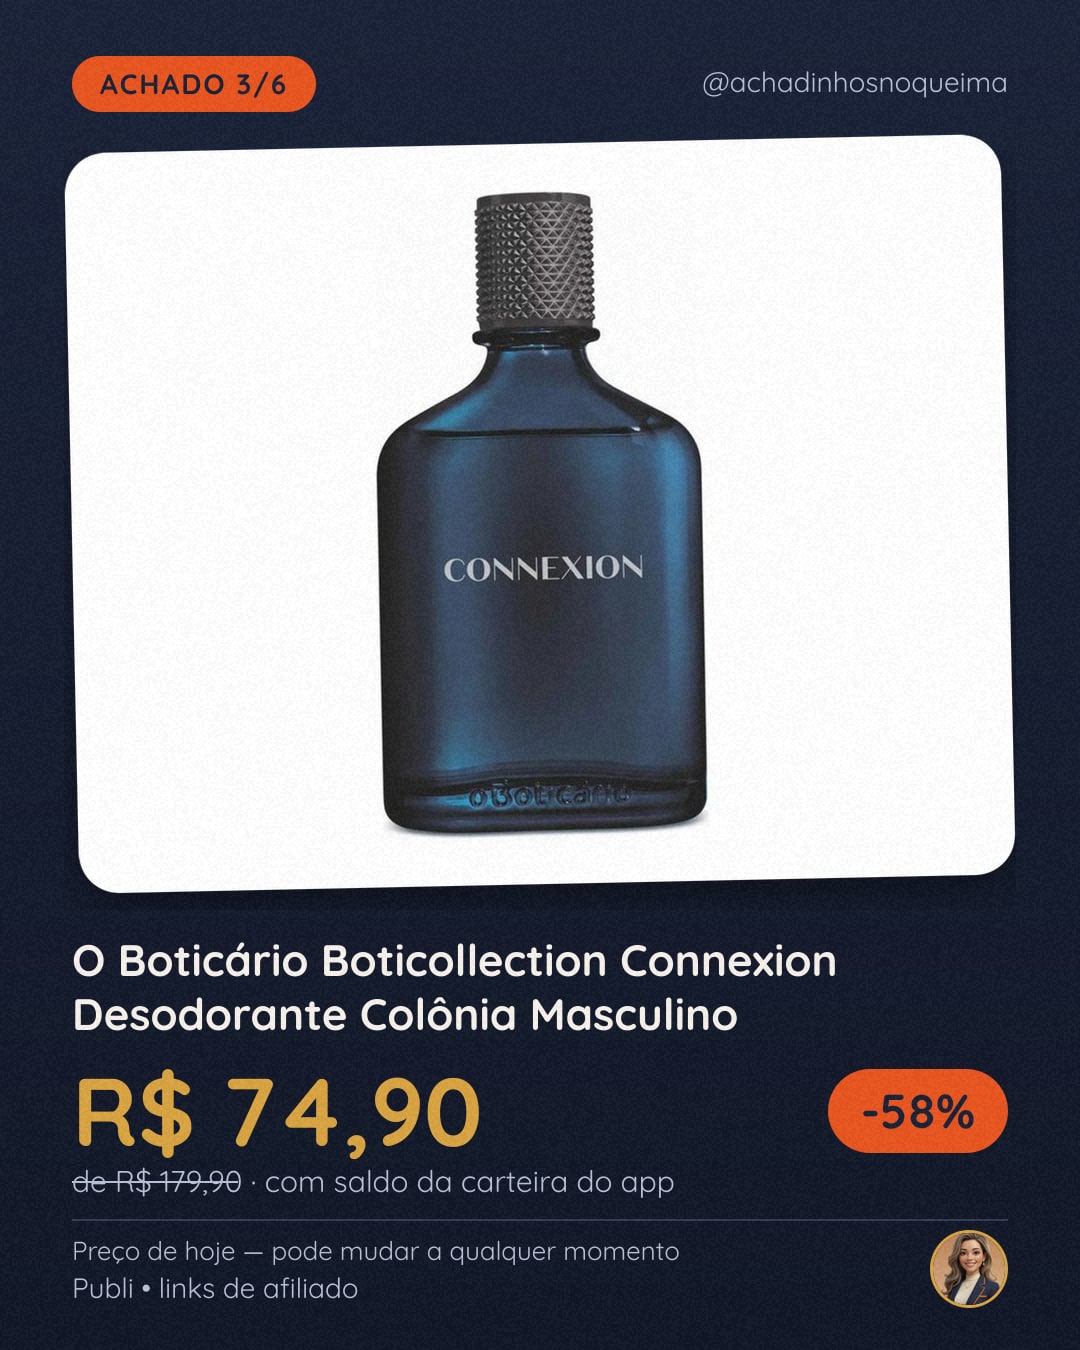 ACHADO 3/6
@achadinhosnoqueima
CONNEXION
oBoticário
O Boticário Boticollection Connexion
Desodorante Colônia Masculino
R$ 74,90
-58%
de R$ 179,90 · com saldo da carteira do app
Preço de hoje — pode mudar a qualquer momento
Publi • links de afiliado